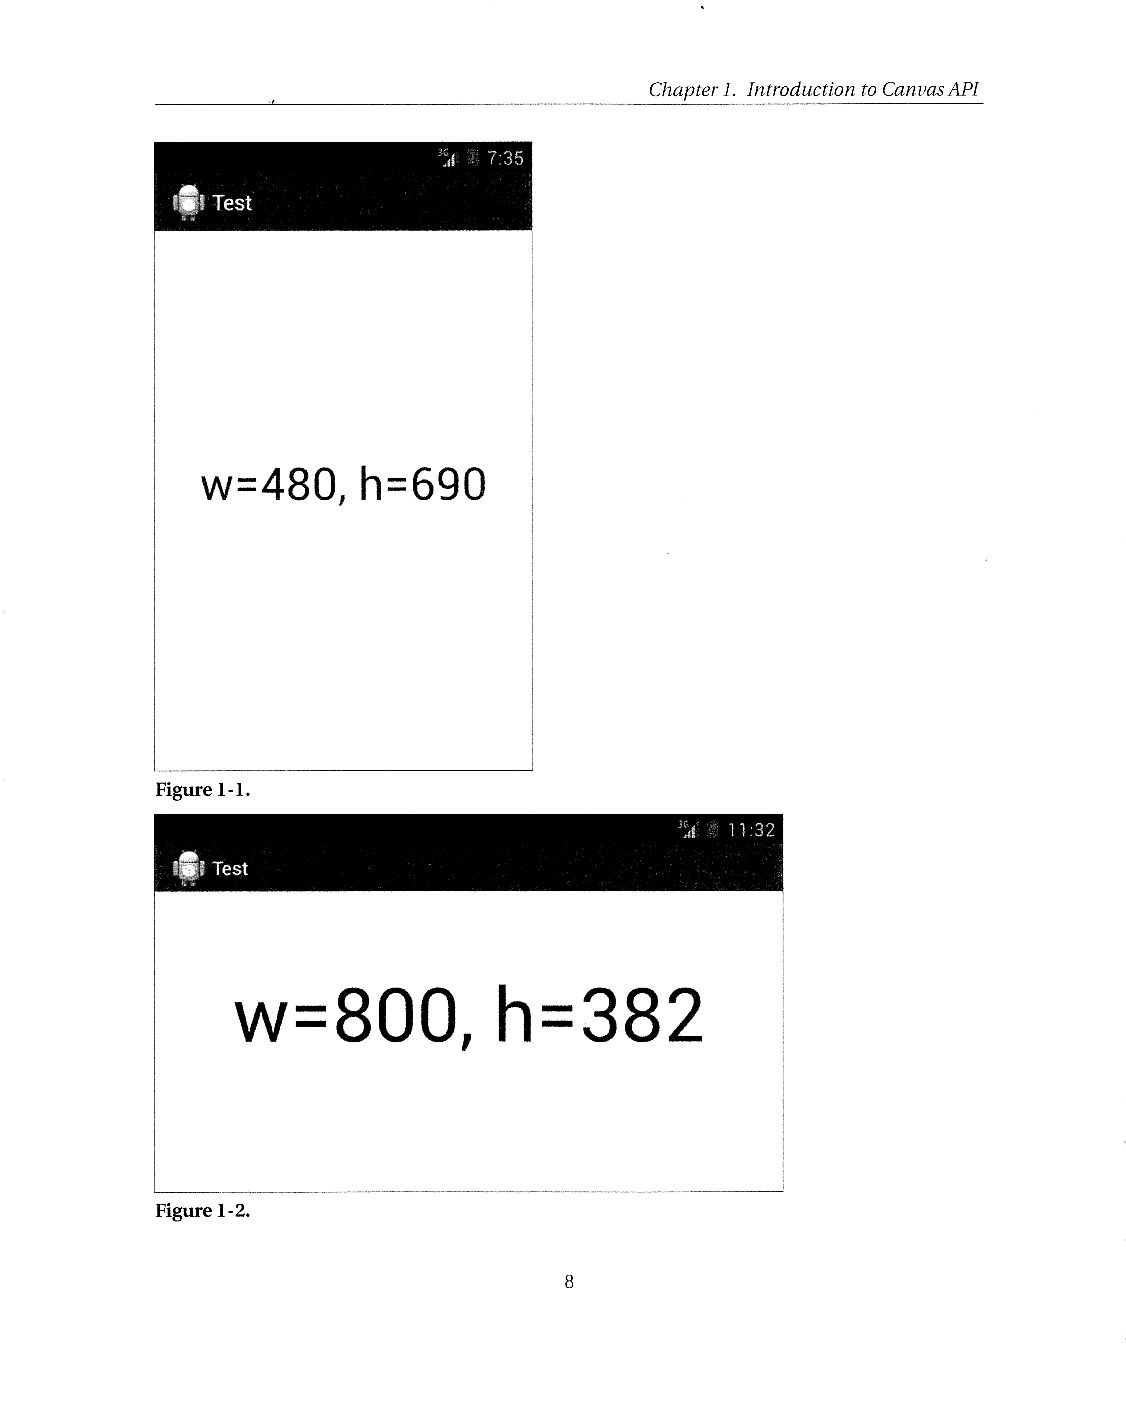 Chapter 1. Introduction to Canvas API
3G 7:35
Test
w=480, h=690
Figure 1-1.
3G 11:32
Test
w=800, h=382
Figure 1-2.
8